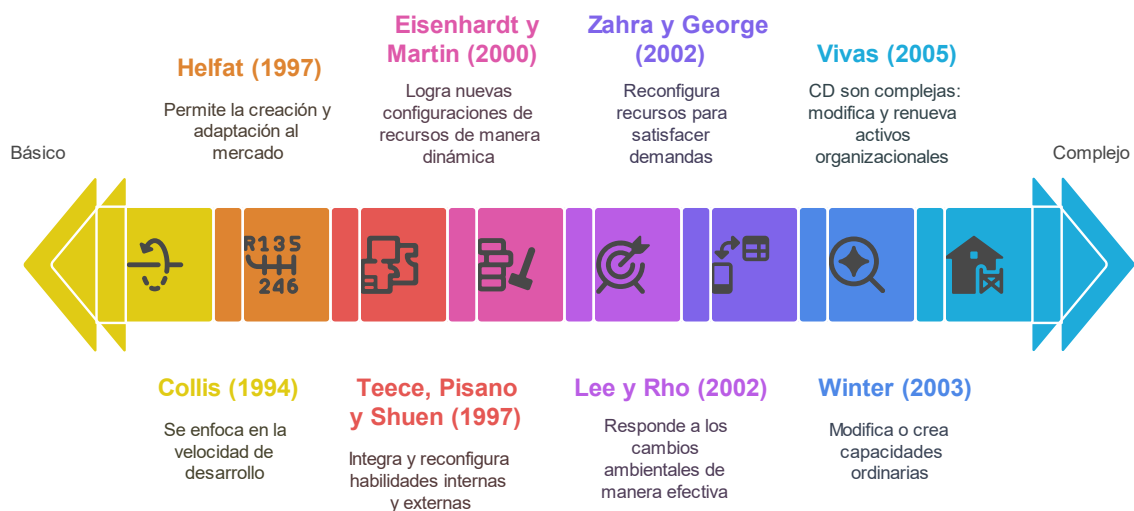 Básico
Collis (1994)
Se enfoca en la
velocidad de
desarrollo
Helfat (1997)
Permite la creación y
adaptación al
mercado
R135
246
Teece, Pisano
y Shuen (1997)
Integra y reconfigura
habilidades internas
y externas
Eisenhardt y
Martin (2000)
Logra nuevas
configuraciones de
recursos de manera
dinámica
Lee y Rho (2002)
Responde a los
cambios
ambientales de
manera efectiva
Zahra y George
(2002)
Reconfigura
recursos para
satisfacer
demandas
Winter (2003)
Modifica o crea
capacidades
ordinarias
Vivas (2005)
CD son complejas:
modifica y renueva
activos
organizacionales
Complejo